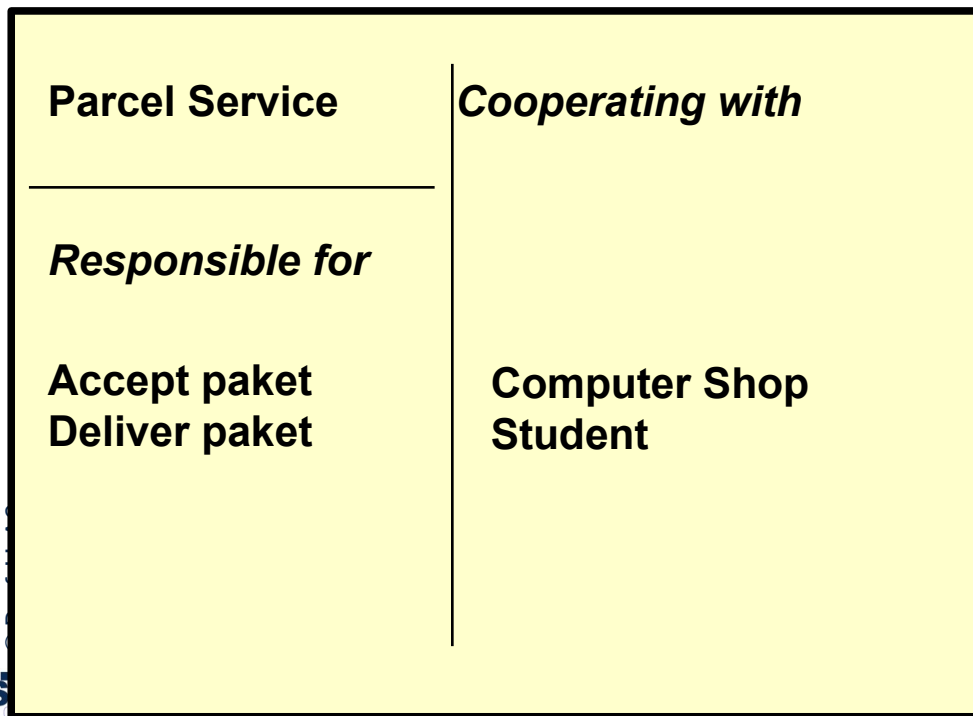 Parcel Service
Cooperating with
Responsible for
Accept paket
Deliver paket
Computer Shop
Student